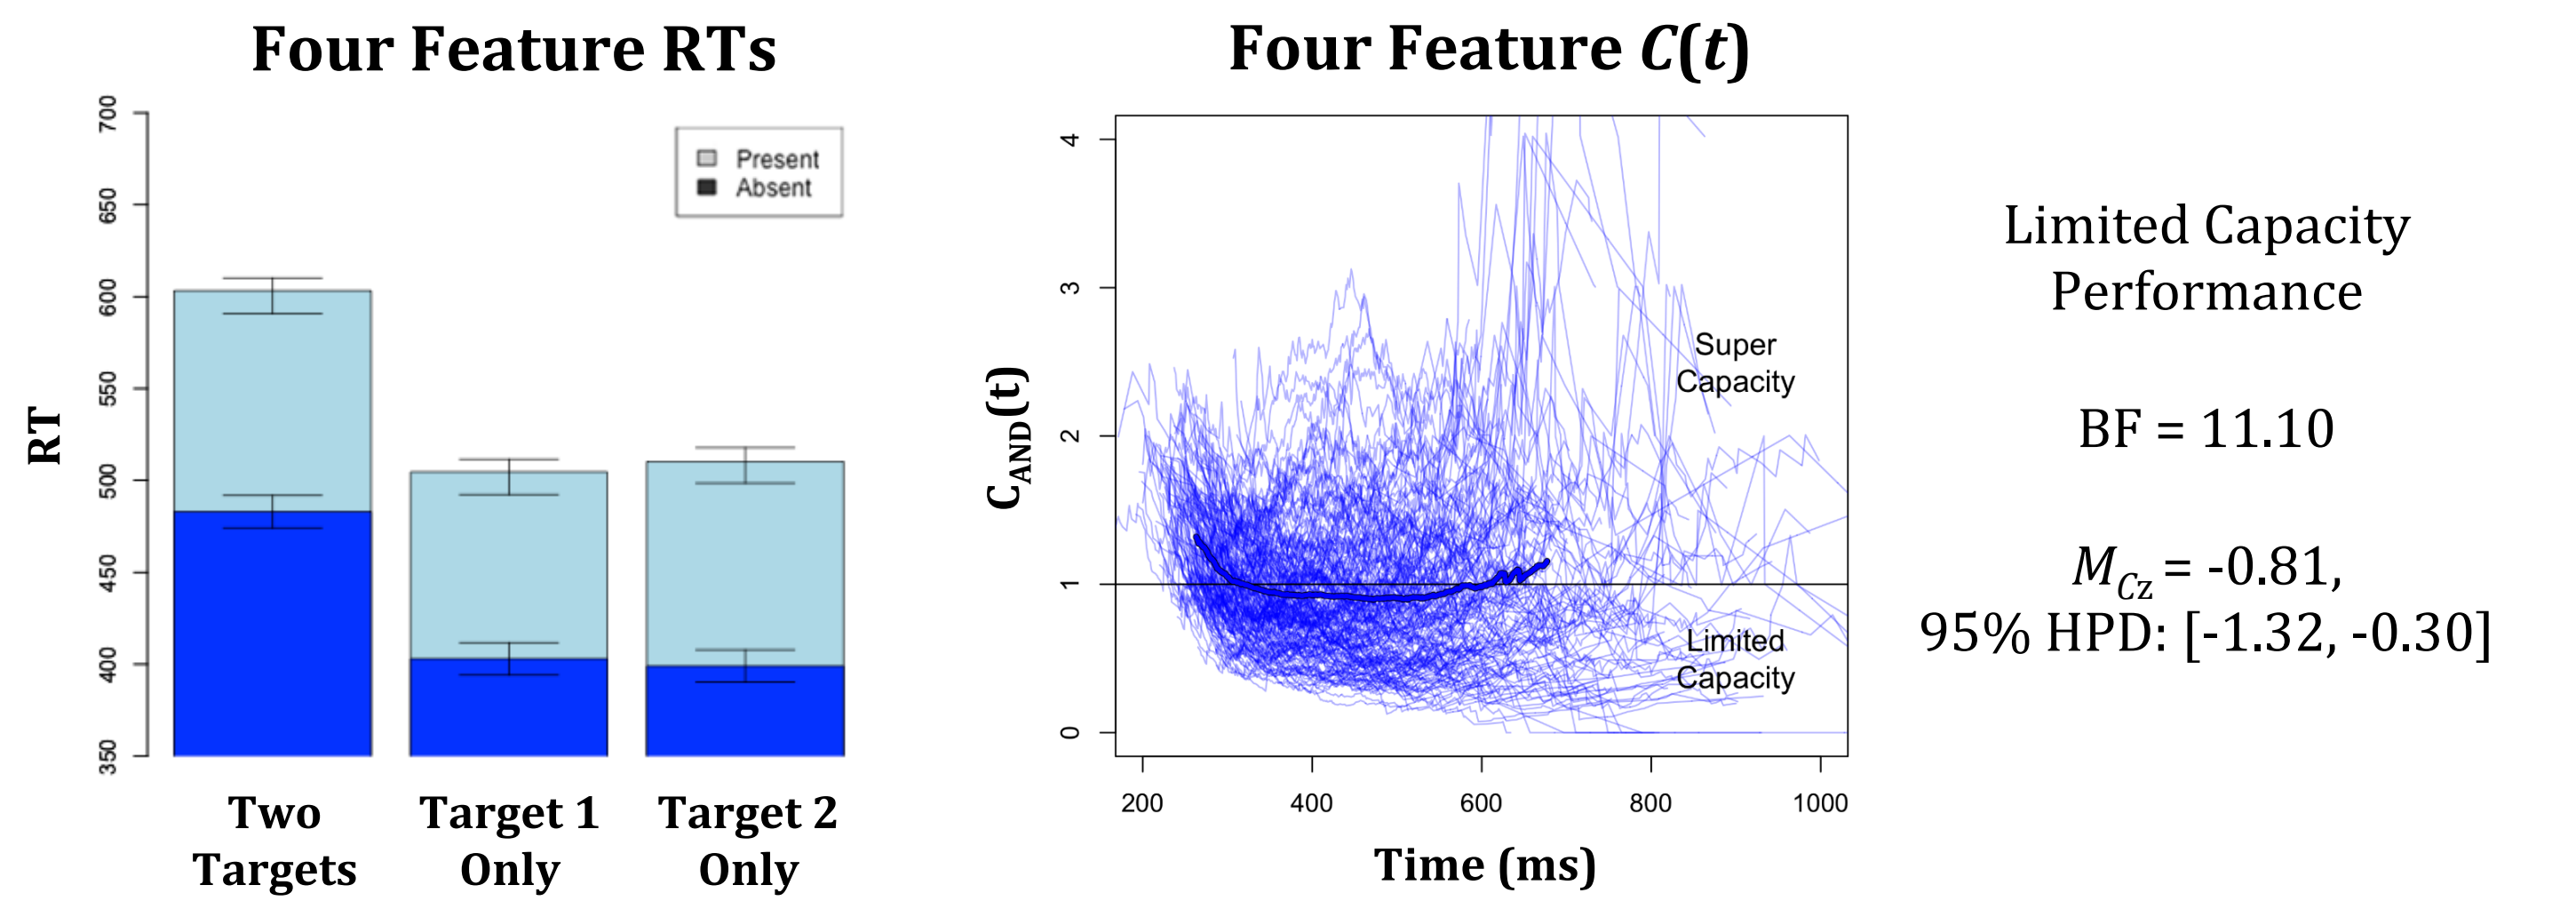 Four Feature RTs
RT
700
650
600
550
500
450
400
350
Present
Absent
Two
Targets
Target 1
Only
Target 2
Only
Four Feature C(t)
C_AND(t)
4
3
2
1
0
Super
Capacity
Limited
Capacity
200 400 600 800 1000
Time (ms)
Limited Capacity
Performance
BF = 11.10
M_Cz = -0.81,
95% HPD: [-1.32, -0.30]